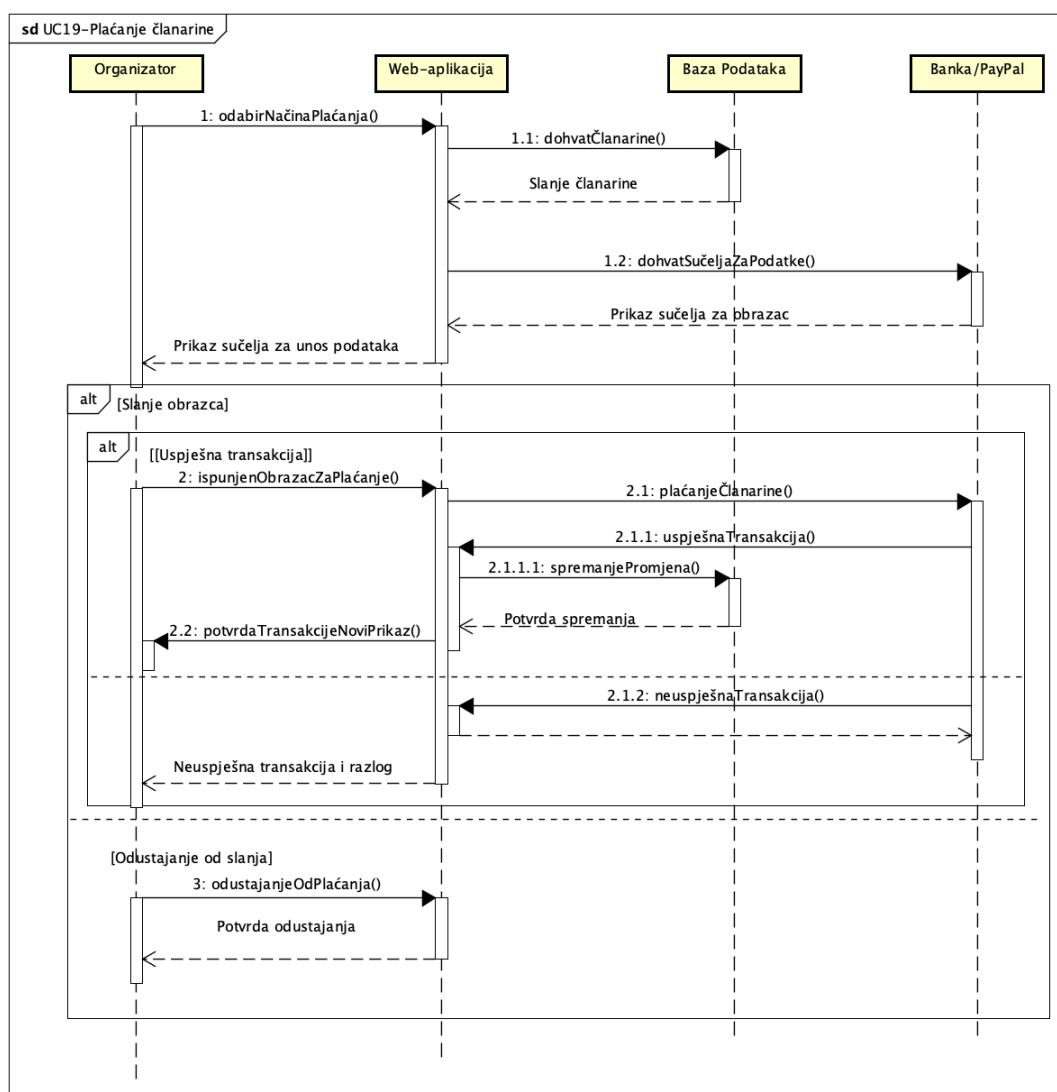 sd UC19-Plaćanje članarine
Organizator
Web-aplikacija
Baza Podataka
Banka/PayPal
1: odabirNačinaPlaćanja()
1.1: dohvatČlanarine()
Slanje članarine
1.2: dohvatSučeljaZaPodatke()
Prikaz sučelja za obrazac
Prikaz sučelja za unos podataka
alt
[Slanje obrazca]
alt
[[Uspješna transakcija]]
2: ispunjenObrazacZaPlaćanje()
2.1: plaćanjeČlanarine()
2.1.1: uspješnaTransakcija()
2.1.1.1: spremanjePromjena()
Potvrda spremanja
2.2: potvrdaTransakcijeNoviPrikaz()
2.1.2: neuspješnaTransakcija()
Neuspješna transakcija i razlog
[Odustajanje od slanja]
3: odustajanjeOdPlaćanja()
Potvrda odustajanja